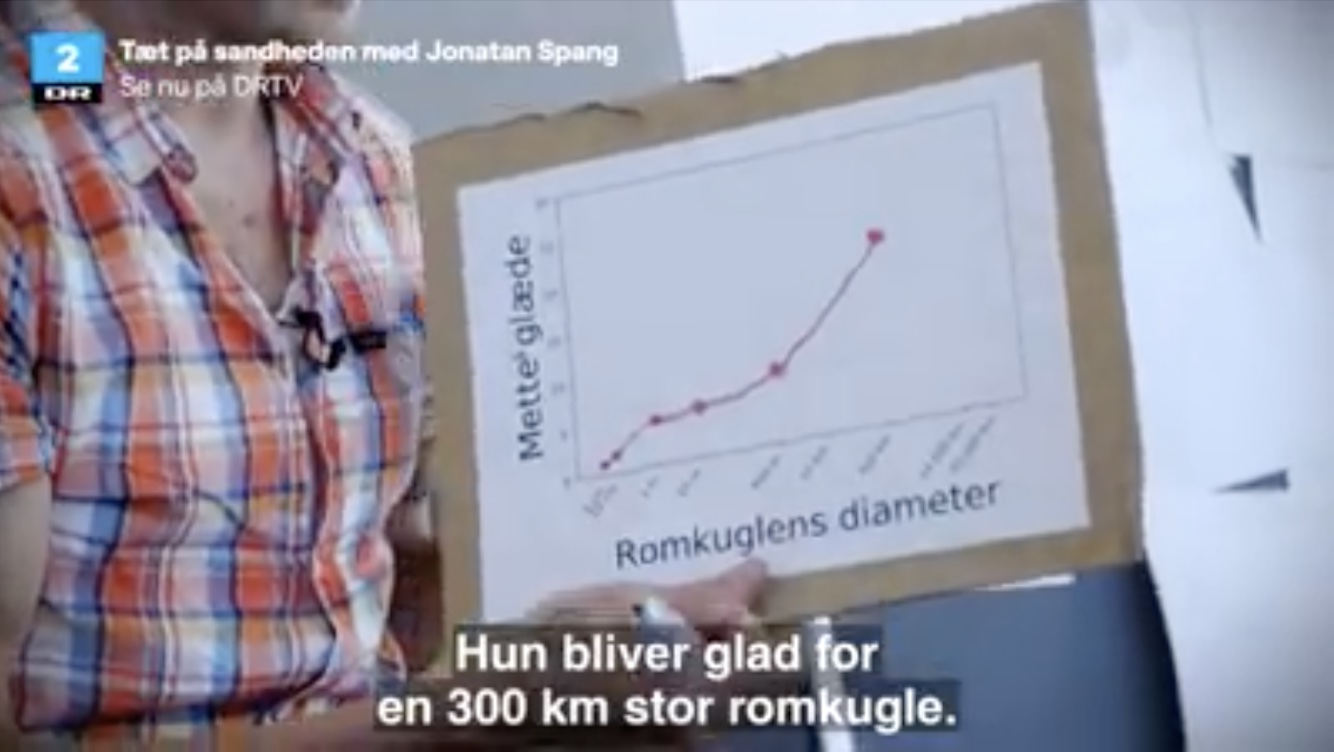 2
DR
Tæt på sandheden med Jonatan Spang
Se nu på DRTV
Mette' glæde
Romkuglens diameter
Hun bliver glad for
en 300 km stor romkugle.